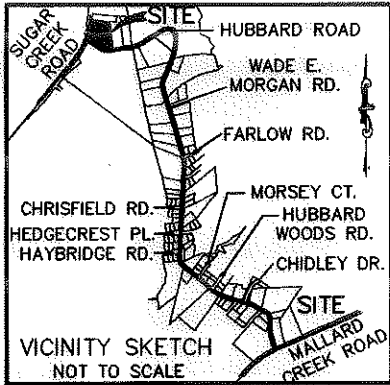 SITE
SUGAR
CREEK
ROAD
HUBBARD ROAD
WADE E.
MORGAN RD.
FARLOW RD.
CHRISFIELD RD.
HEDGECREST PL.
HAYBRIDGE RD.
MORSEY CT.
HUBBARD
WOODS RD.
CHIDLEY DR.
SITE
MALLARD
CREEK ROAD
VICINITY SKETCH
NOT TO SCALE